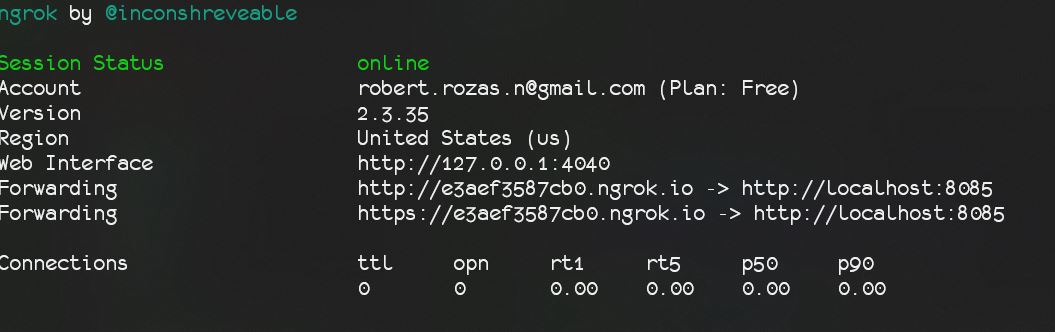 ngrok by @inconshreveable
Session Status online
Account robert.rozas.n@gmail.com (Plan: Free)
Version 2.3.35
Region United States (us)
Web Interface http://127.0.0.1:4040
Forwarding http://e3aef3587cb0.ngrok.io -> http://localhost:8085
Forwarding https://e3aef3587cb0.ngrok.io -> http://localhost:8085
Connections ttl opn rt1 rt5 p50 p90
0 0 0.00 0.00 0.00 0.00